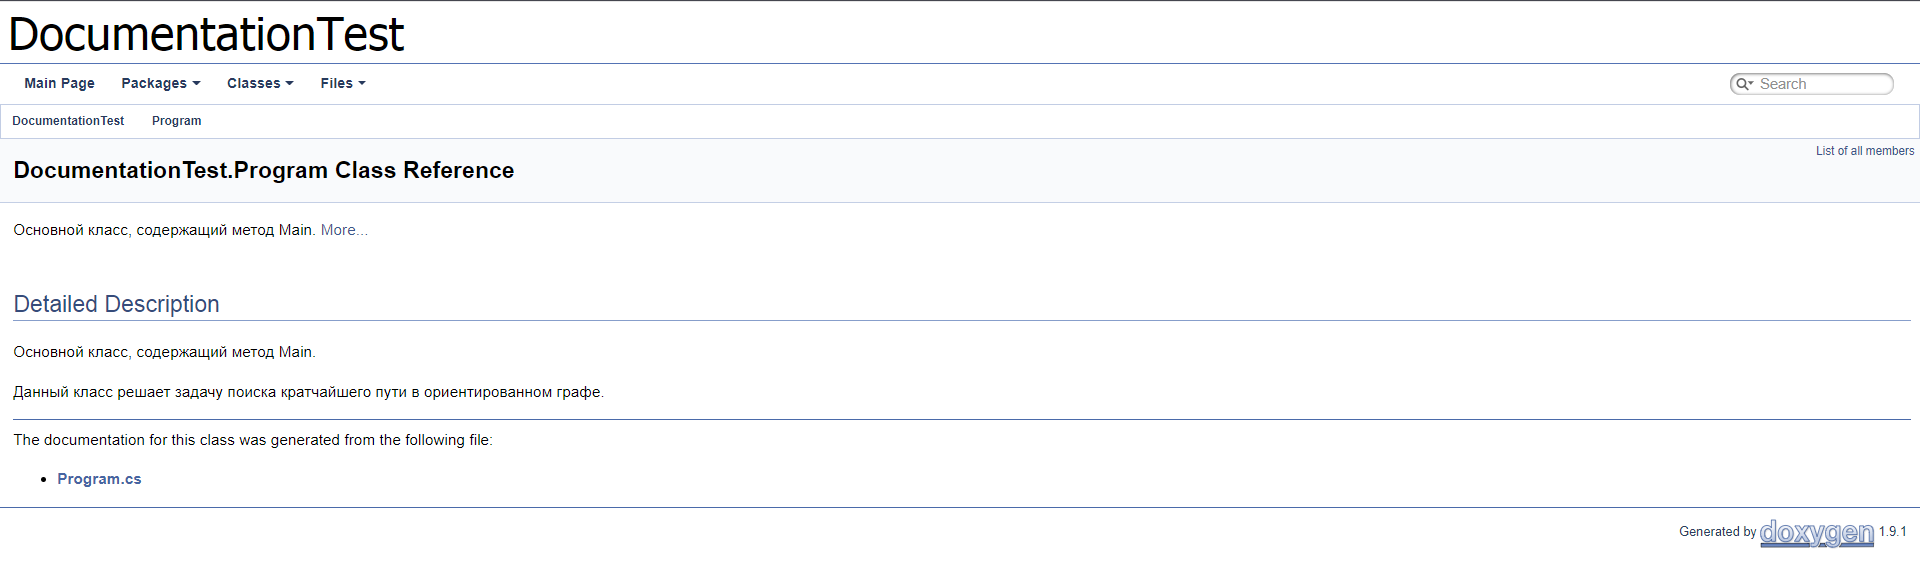 DocumentationTest
Main Page Packages Classes Files Search
DocumentationTest Program
List of all members
DocumentationTest.Program Class Reference
Основной класс, содержащий метод Main. More...
Detailed Description
Основной класс, содержащий метод Main.
Данный класс решает задачу поиска кратчайшего пути в ориентированном графе.
The documentation for this class was generated from the following file:
• Program.cs
Generated by doxygen 1.9.1